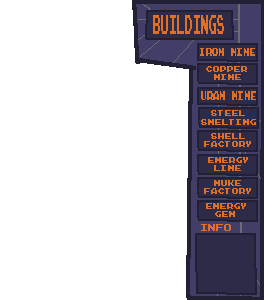 BUILDINGS
IRON MINE
COPPER
MINE
URAN MINE
STEEL
SMELTING
SHELL
FACTORY
ENERGY
LINE
NUKE
FACTORY
ENERGY
GEN
INFO